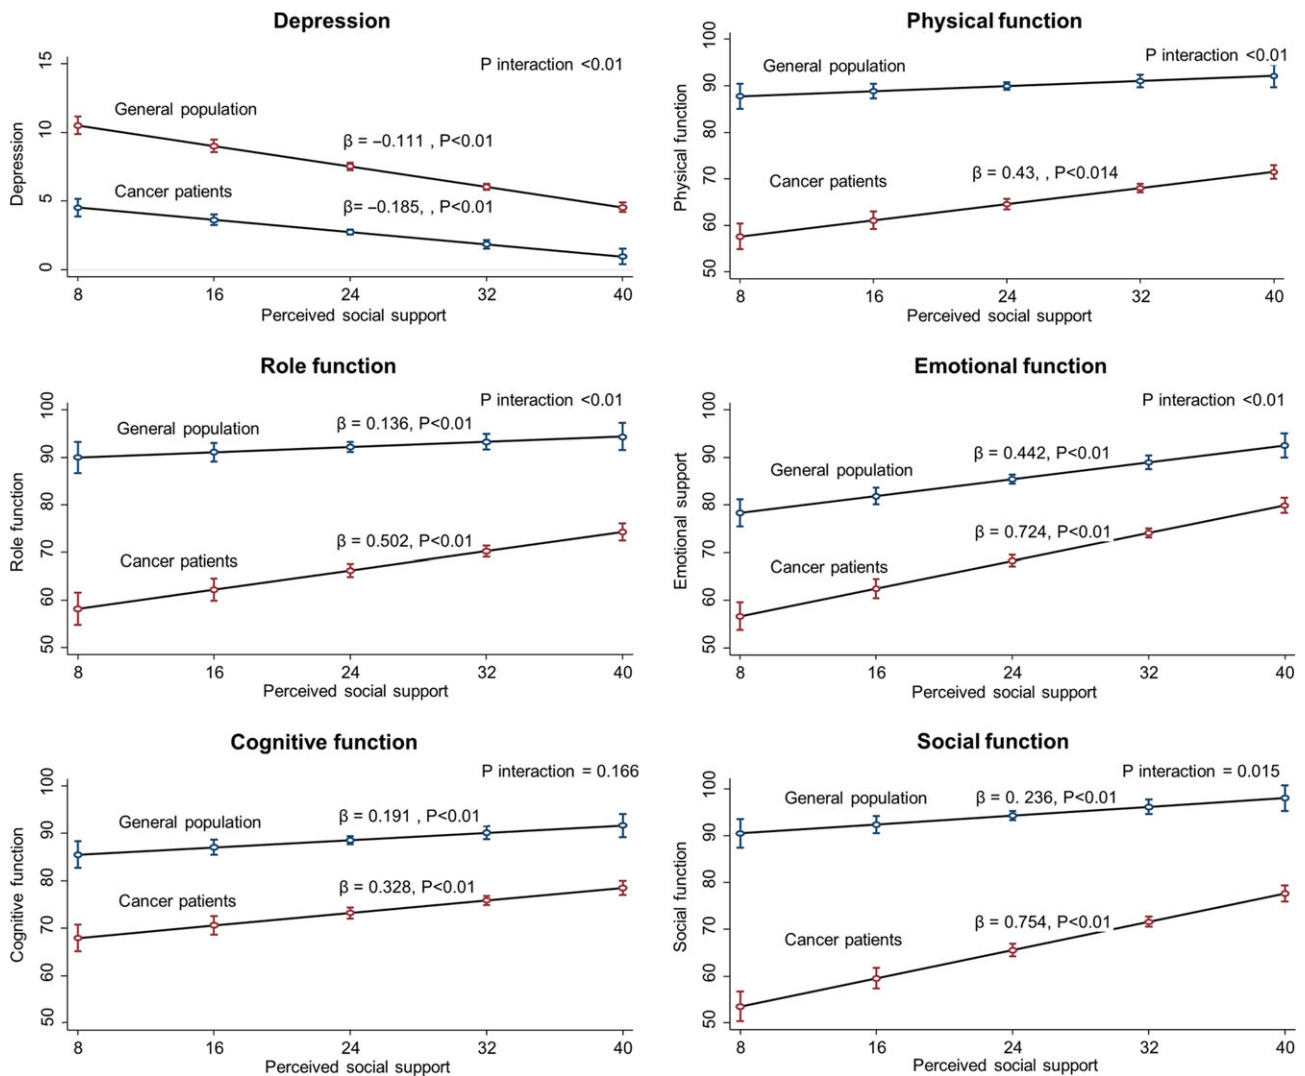 Depression
P interaction <0.01
General population
β = –0.111 , P<0.01
Cancer patients
β= –0.185, , P<0.01
Depression
15
10
5
0
8 16 24 32 40
Perceived social support
Physical function
P interaction <0.01
General population
Cancer patients
β = 0.43, , P<0.014
Physical function
100
90
80
70
60
50
8 16 24 32 40
Perceived social support
Role function
P interaction <0.01
General population
β = 0.136, P<0.01
Cancer patients
β = 0.502, P<0.01
Role function
100
90
80
70
60
50
8 16 24 32 40
Perceived social support
Emotional function
P interaction <0.01
General population
β = 0.442, P<0.01
Cancer patients
β = 0.724, P<0.01
Emotional support
100
90
80
70
60
50
8 16 24 32 40
Perceived social support
Cognitive function
P interaction = 0.166
General population
β = 0.191 , P<0.01
Cancer patients
β = 0.328, P<0.01
Cognitive function
100
90
80
70
60
50
8 16 24 32 40
Perceived social support
Social function
P interaction = 0.015
General population
β = 0. 236, P<0.01
Cancer patients
β = 0.754, P<0.01
Social function
100
90
80
70
60
50
8 16 24 32 40
Perceived social support